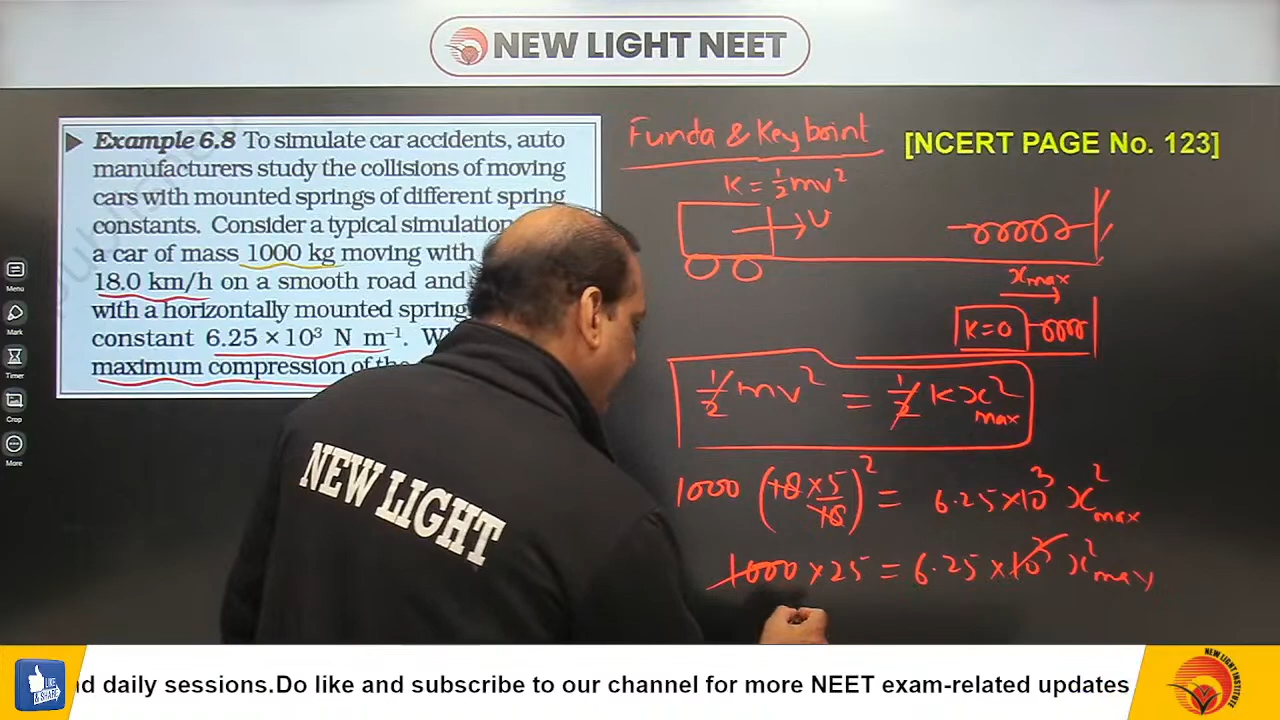 NEW LIGHT NEET
Example 6.8 To simulate car accidents, auto
manufacturers study the collisions of moving
cars with mounted springs of different spring
constants. Consider a typical simulation
a car of mass 1000 kg moving with
18.0 km/h on a smooth road and
with a horizontally mounted spring
constant 6.25 × 10³ N m⁻¹.
maximum compression of
Funda & Key point
[NCERT PAGE No. 123]
K = ½mv²
v
xmax
K=0
½mv² = ½Kx²max
1000 (18×5/18)² = 6.25×10³ x²max
1000×25 = 6.25×10³ x²max
NEW LIGHT
Menu
Mark
Timer
Crop
More
LIKE
& SHARE
d daily sessions.Do like and subscribe to our channel for more NEET exam-related updates
NEW LIGHT INSTITUTE